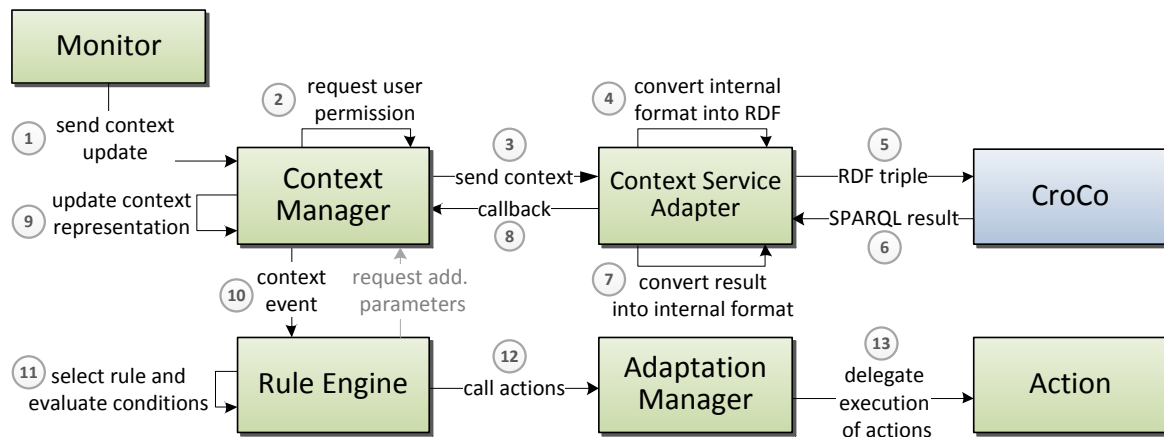 Monitor
1
send context
update
2
request user
permission
4
convert internal
format into RDF
Context
Manager
3
send context
callback
8
Context Service
Adapter
5
RDF triple
SPARQL result
6
CroCo
9
update context
representation
10
context
event
request add.
parameters
7
convert result
into internal format
11
select rule and
evaluate conditions
Rule Engine
12
call actions
Adaptation
Manager
13
delegate
execution
of actions
Action